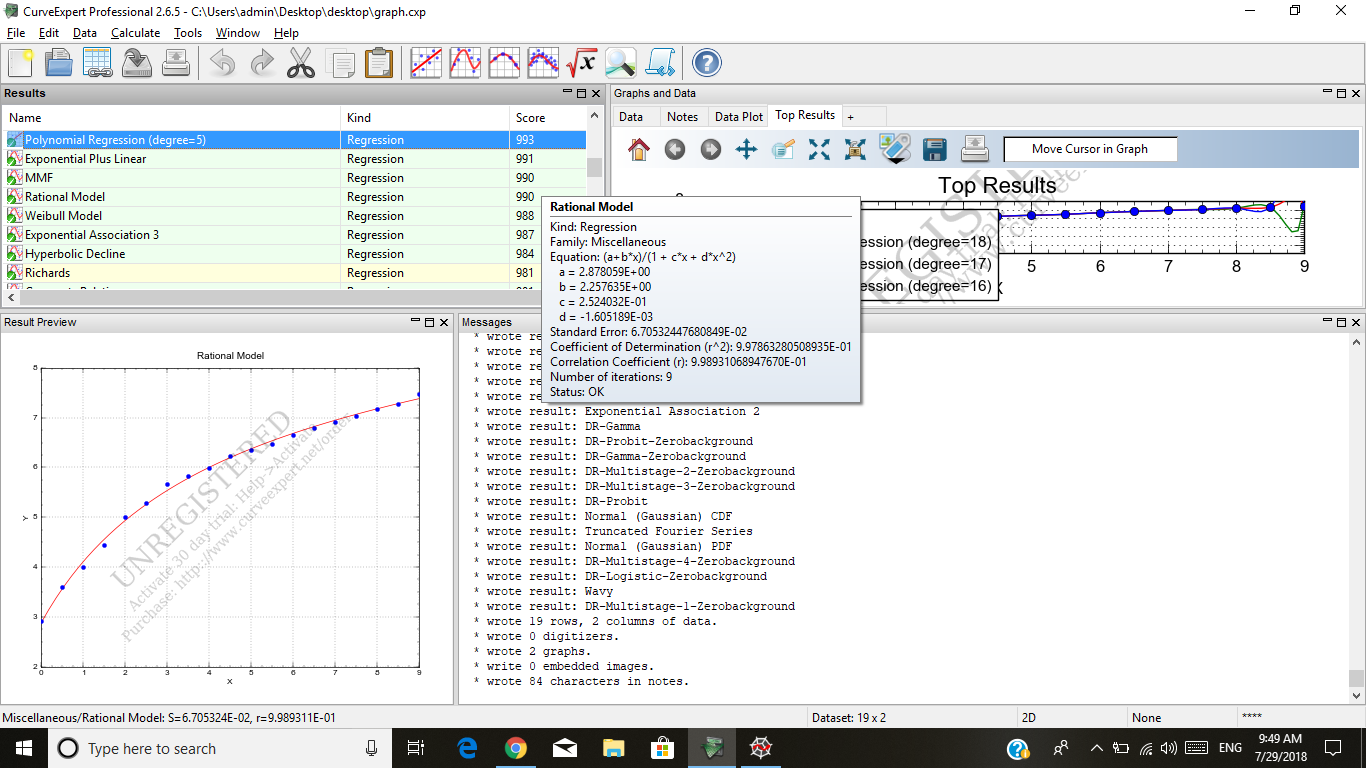 CurveExpert Professional 2.6.5 - C:\Users\admin\Desktop\desktop\graph.cxp
File Edit Data Calculate Tools Window Help
Results
Name Kind Score
Polynomial Regression (degree=5) Regression 993
Exponential Plus Linear Regression 991
MMF Regression 990
Rational Model Regression 990
Weibull Model Regression 988
Exponential Association 3 Regression 987
Hyperbolic Decline Regression 984
Richards Regression 981
Graphs and Data
Data Notes Data Plot Top Results +
Move Cursor in Graph
Top Results
ession (degree=18)
ession (degree=17)
ession (degree=16)
5 6 7 8 9
x
Rational Model
Kind: Regression
Family: Miscellaneous
Equation: (a+b*x)/(1 + c*x + d*x^2)
a = 2.878059E+00
b = 2.257635E+00
c = 2.524032E-01
d = -1.605189E-03
Standard Error: 6.70532447680849E-02
Coefficient of Determination (r^2): 9.97863280508935E-01
Correlation Coefficient (r): 9.98931068947670E-01
Number of iterations: 9
Status: OK
Result Preview
Rational Model
8
7
6
5
4
3
2
Y
0 1 2 3 4 5 6 7 8 9
X
UNREGISTERED
Activate 30 day trial: Help->Activate
Purchase: http://www.curveexpert.net/order
Messages
* wrote re
* wrote re
* wrote re
* wrote re
* wrote re
* wrote result: Exponential Association 2
* wrote result: DR-Gamma
* wrote result: DR-Probit-Zerobackground
* wrote result: DR-Gamma-Zerobackground
* wrote result: DR-Multistage-2-Zerobackground
* wrote result: DR-Multistage-3-Zerobackground
* wrote result: DR-Probit
* wrote result: Normal (Gaussian) CDF
* wrote result: Truncated Fourier Series
* wrote result: Normal (Gaussian) PDF
* wrote result: DR-Multistage-4-Zerobackground
* wrote result: DR-Logistic-Zerobackground
* wrote result: Wavy
* wrote result: DR-Multistage-1-Zerobackground
* wrote 19 rows, 2 columns of data.
* wrote 0 digitizers.
* wrote 2 graphs.
* write 0 embedded images.
* wrote 84 characters in notes.
Miscellaneous/Rational Model: S=6.705324E-02, r=9.989311E-01 Dataset: 19 x 2 2D None ****
Type here to search
ENG
9:49 AM
7/29/2018